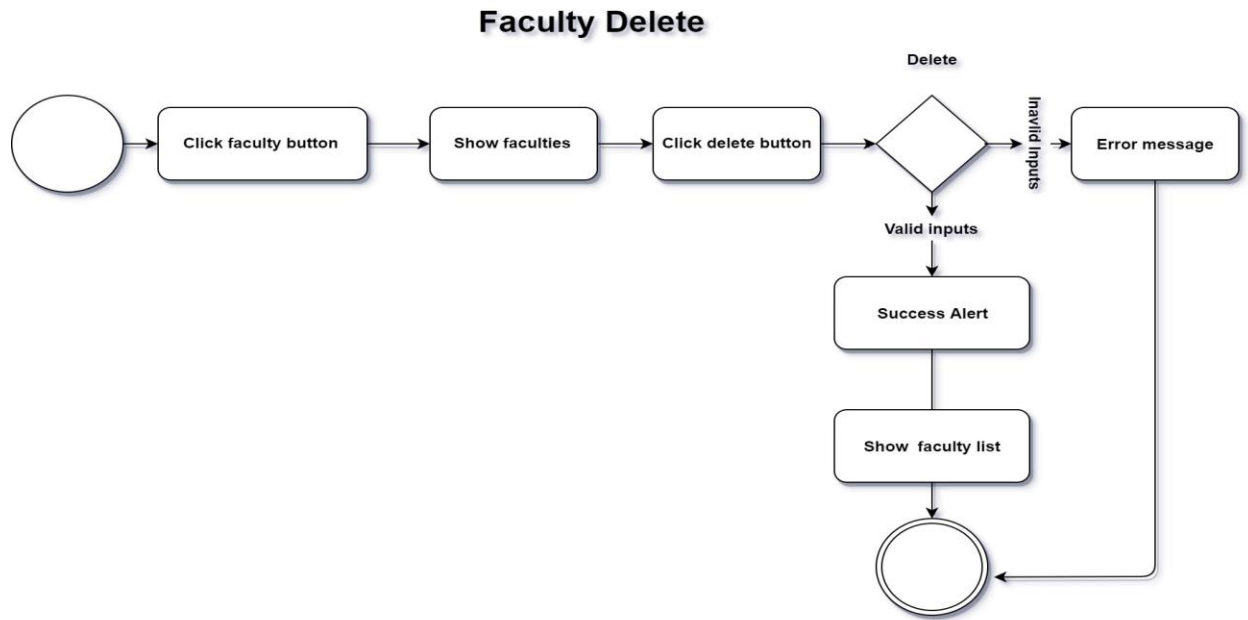 Faculty Delete
Delete
Click faculty button
Show faculties
Click delete button
Inavlid Inputs
Error message
Valid inputs
Success Alert
Show faculty list